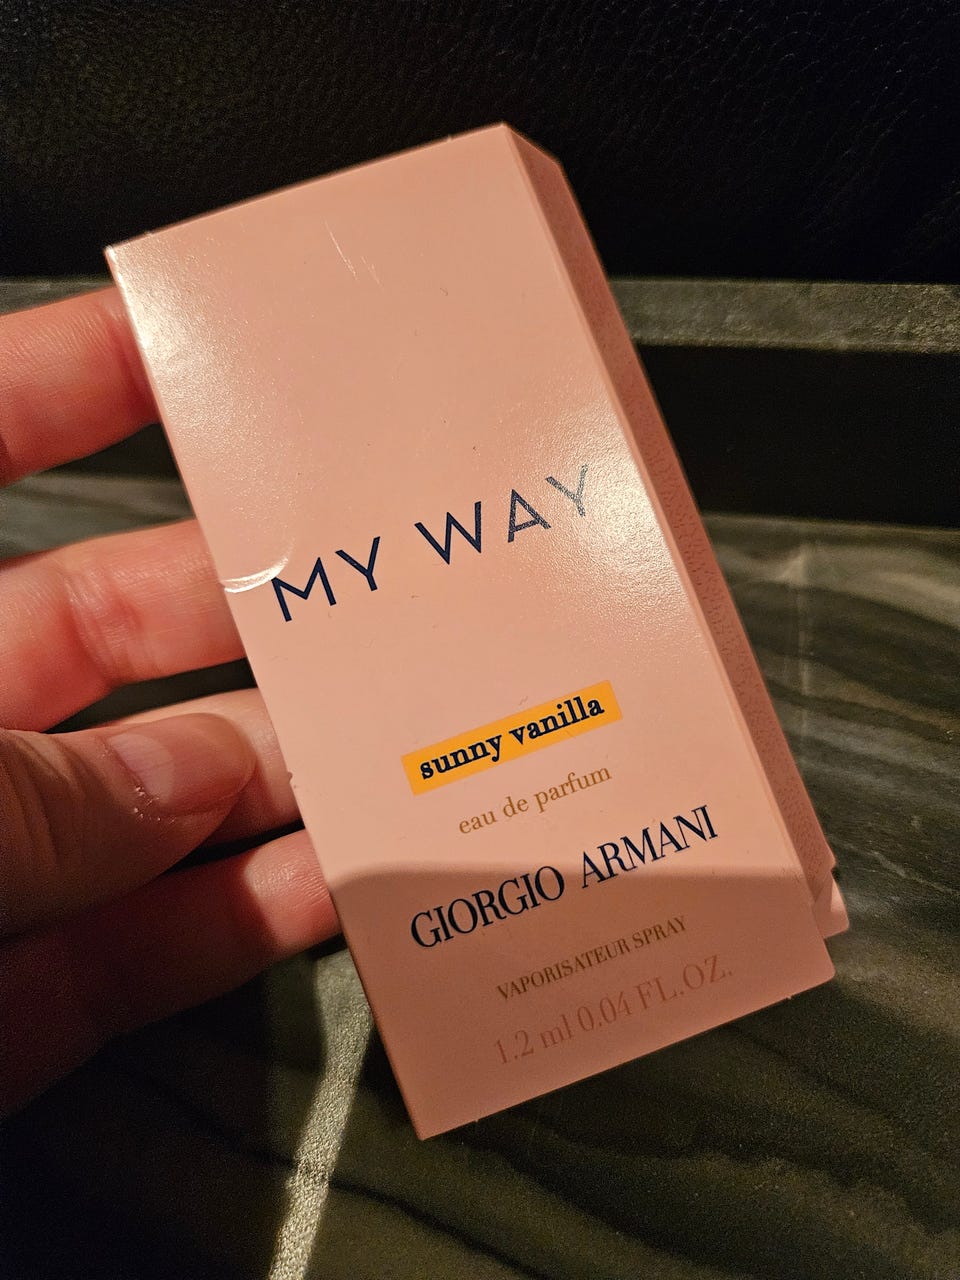 MY WAY
sunny vanilla
eau de parfum
GIORGIO ARMANI
VAPORISATEUR SPRAY
1.2 ml 0.04 FL.OZ.